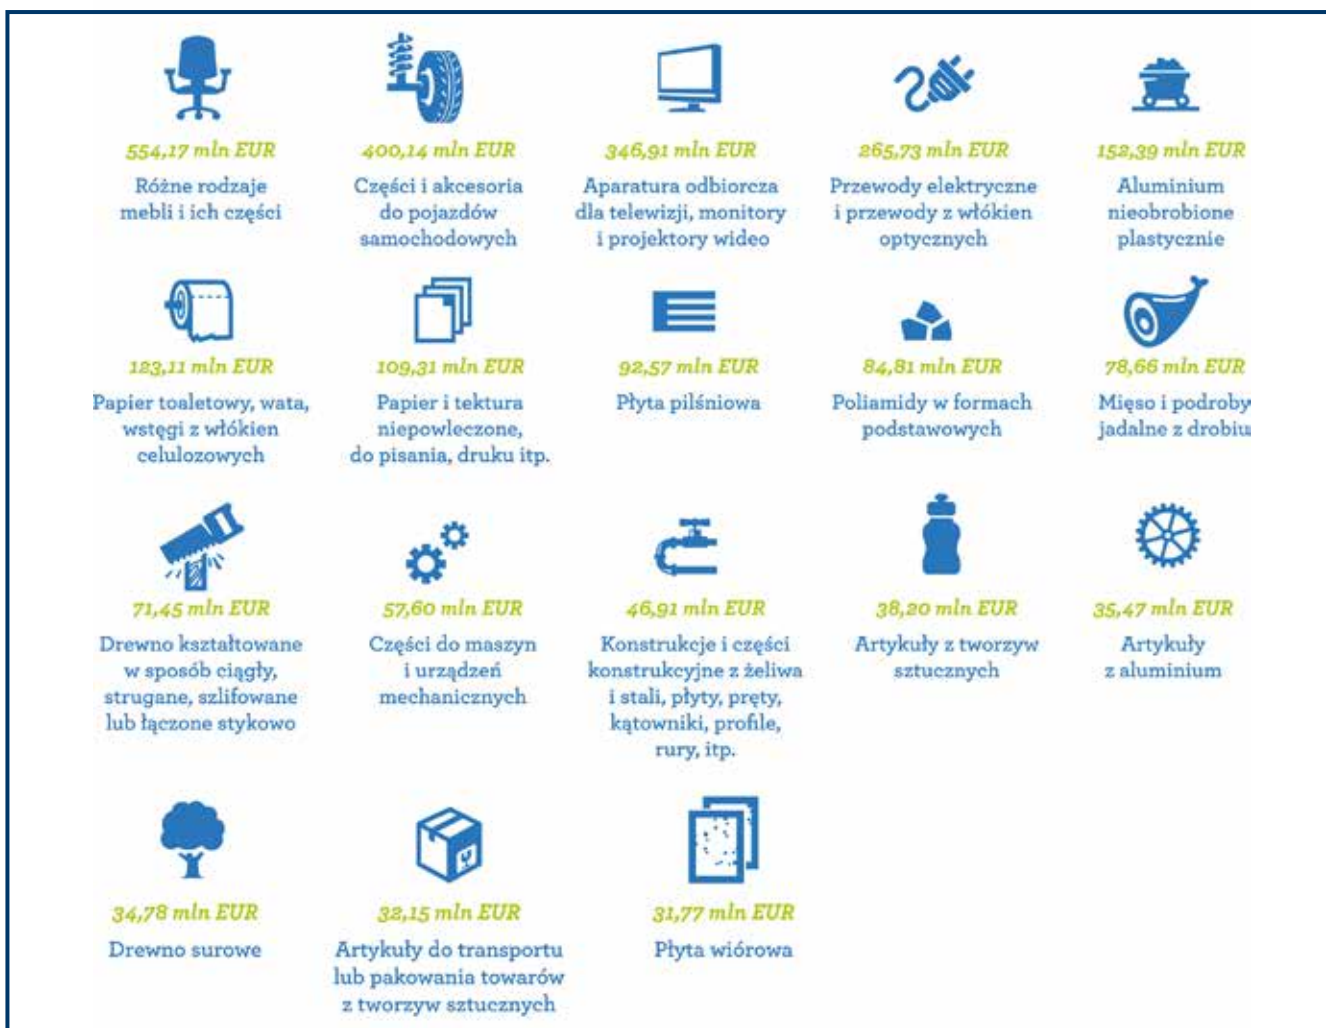 554,17 mln EUR
Różne rodzaje
mebli i ich części
400,14 mln EUR
Części i akcesoria
do pojazdów
samochodowych
346,91 mln EUR
Aparatura odbiorcza
dla telewizji, monitory
i projektory wideo
265,73 mln EUR
Przewody elektryczne
i przewody z włókien
optycznych
152,39 mln EUR
Aluminium
nieobrobione
plastycznie
123,11 mln EUR
Papier toaletowy, wata,
wstęgi z włókien
celulozowych
109,31 mln EUR
Papier i tektura
niepowleczone,
do pisania, druku itp.
92,57 mln EUR
Płyta pilśniowa
84,81 mln EUR
Poliamidy w formach
podstawowych
78,66 mln EUR
Mięso i podroby
jadalne z drobiu
71,45 mln EUR
Drewno kształtowane
w sposób ciągły,
strugane, szlifowane
lub łączone stykowo
57,60 mln EUR
Części do maszyn
i urządzeń
mechanicznych
46,91 mln EUR
Konstrukcje i części
konstrukcyjne z żeliwa
i stali, płyty, pręty,
kątowniki, profile,
rury, itp.
38,20 mln EUR
Artykuły z tworzyw
sztucznych
35,47 mln EUR
Artykuły
z aluminium
34,78 mln EUR
Drewno surowe
32,15 mln EUR
Artykuły do transportu
lub pakowania towarów
z tworzyw sztucznych
31,77 mln EUR
Płyta wiórowa